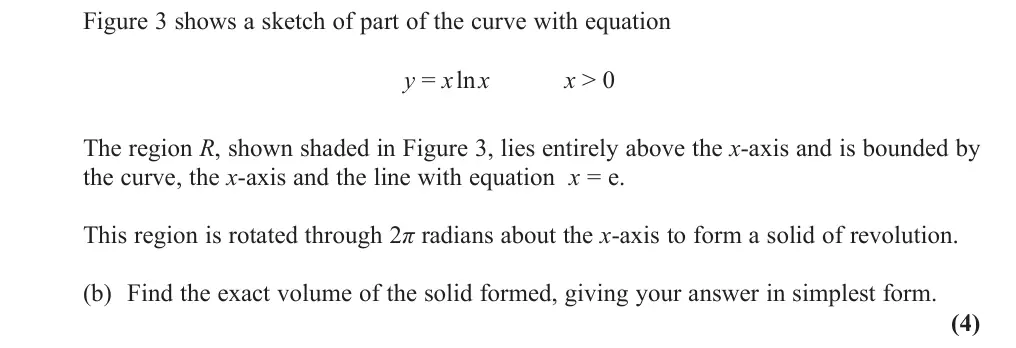 Figure 3 shows a sketch of part of the curve with equation
y = x ln x x > 0
The region R, shown shaded in Figure 3, lies entirely above the x-axis and is bounded by
the curve, the x-axis and the line with equation x = e.
This region is rotated through 2π radians about the x-axis to form a solid of revolution.
(b) Find the exact volume of the solid formed, giving your answer in simplest form.
(4)